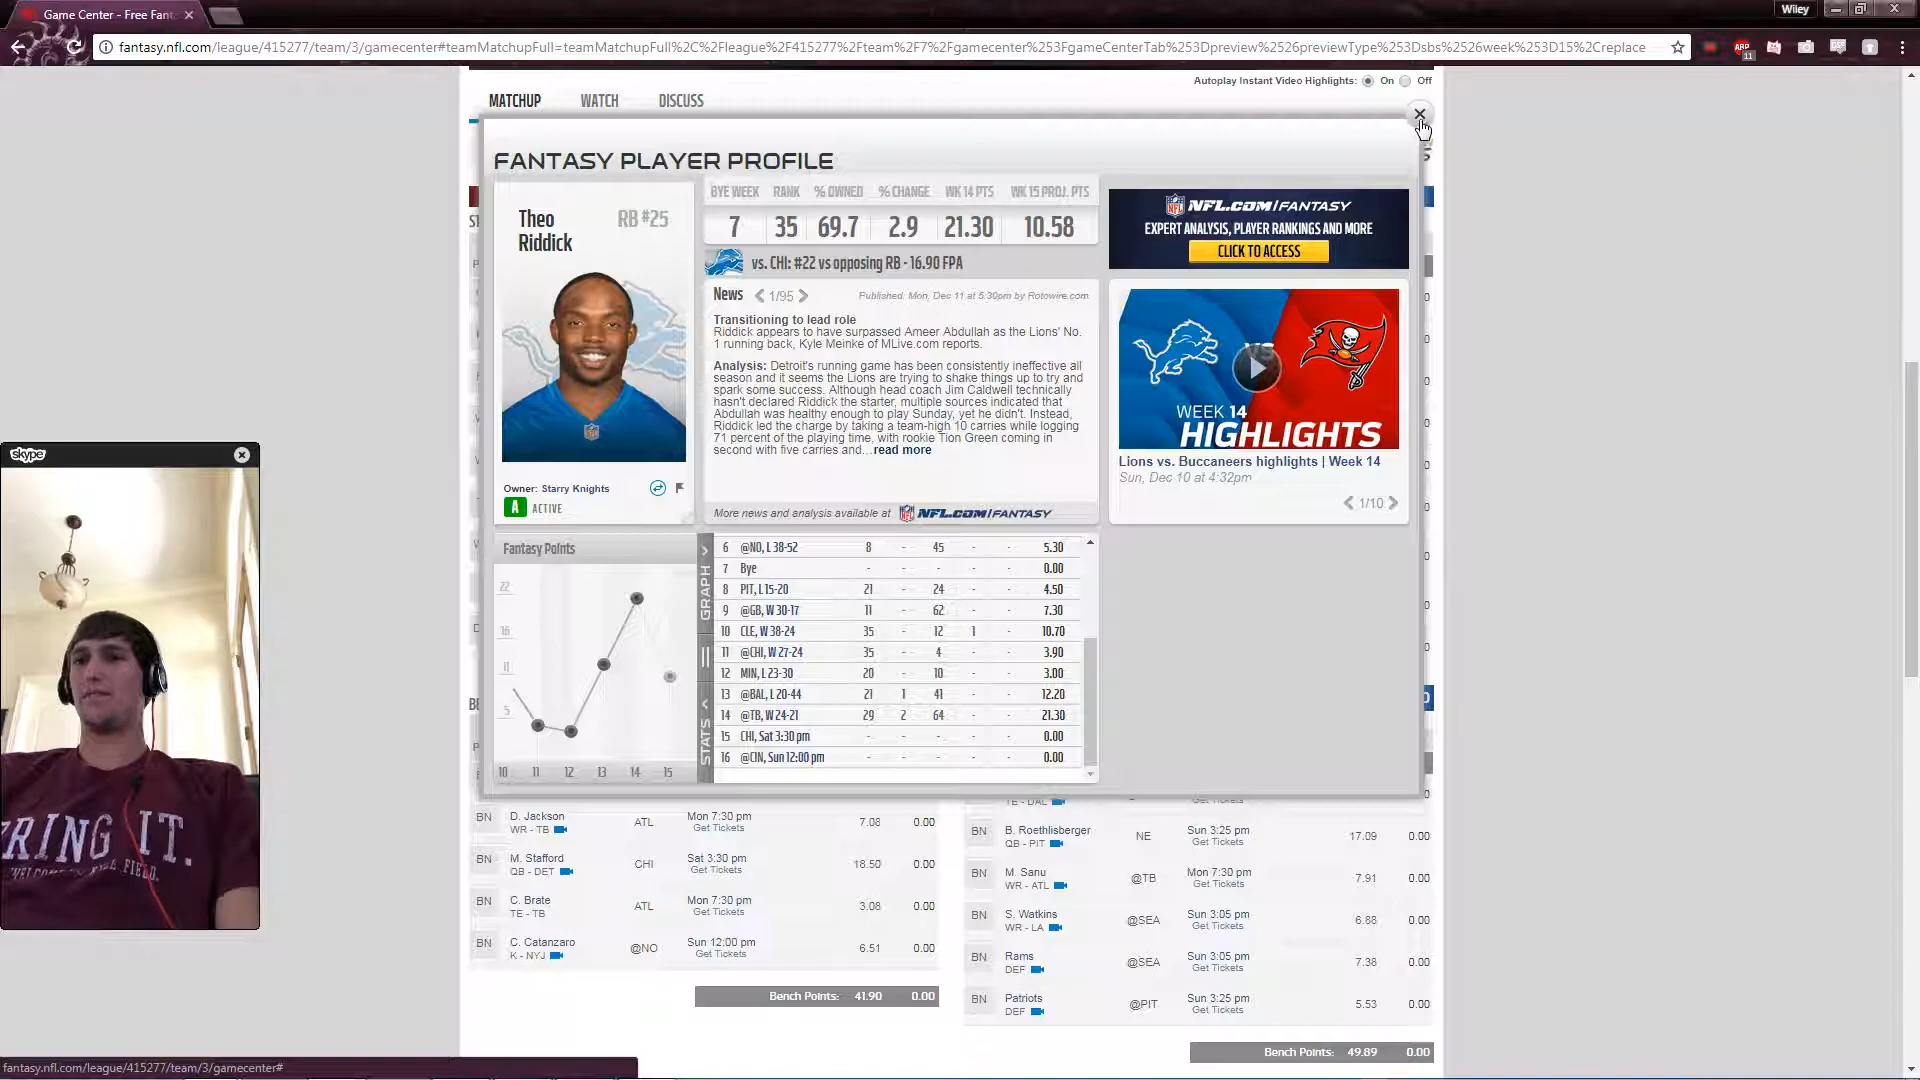 Game Center - Free Fant
Wiley
fantasy.nfl.com/league/415277/team/3/gamecenter#teamMatchupFull=teamMatchupFull%2C%2Fleague%2F415277%2Fteam%2F7%2Fgamecenter%253FgameCenterTab%253Dpreview%2526previewType%253Dsbs%2526week%253D15%2Creplace
ABP
11
Autoplay Instant Video Highlights: On Off
MATCHUP WATCH DISCUSS
FANTASY PLAYER PROFILE
Theo Riddick
RB #25
BYE WEEK RANK % OWNED % CHANGE WK 14 PTS WK 15 PROJ. PTS
7 35 69.7 2.9 21.30 10.58
vs. CHI: #22 vs opposing RB - 16.90 FPA
NFL.COM/FANTASY
EXPERT ANALYSIS, PLAYER RANKINGS AND MORE
CLICK TO ACCESS
News 1/95 Published: Mon, Dec 11 at 5:30pm by Rotowire.com
Transitioning to lead role
Riddick appears to have surpassed Ameer Abdullah as the Lions' No.
1 running back, Kyle Meinke of MLive.com reports.
Analysis: Detroit's running game has been consistently ineffective all
season and it seems the Lions are trying to shake things up to try and
spark some success. Although head coach Jim Caldwell technically
hasn't declared Riddick the starter, multiple sources indicated that
Abdullah was healthy enough to play Sunday, yet he didn't. Instead,
Riddick led the charge by taking a team-high 10 carries while logging
71 percent of the playing time, with rookie Tion Green coming in
second with five carries and...read more
More news and analysis available at NFL.COM/FANTASY
VS
WEEK 14
HIGHLIGHTS
Lions vs. Buccaneers highlights | Week 14
Sun, Dec 10 at 4:32pm
1/10
Owner: Starry Knights
A ACTIVE
skype
Fantasy Points
22
16
11
5
10 11 12 13 14 15
GRAPH
STATS
6 @NO, L 38-52 8 - 45 - - 5.30
7 Bye - - - - - 0.00
8 PIT, L 15-20 21 - 24 - - 4.50
9 @GB, W 30-17 11 - 62 - - 7.30
10 CLE, W 38-24 35 - 12 1 - 10.70
11 @CHI, W 27-24 35 - 4 - - 3.90
12 MIN, L 23-30 20 - 10 - - 3.00
13 @BAL, L 20-44 21 1 41 - - 12.20
14 @TB, W 24-21 29 2 64 - - 21.30
15 CHI, Sat 3:30 pm - - - - - 0.00
16 @CIN, Sun 12:00 pm - - - - - 0.00
BN D. Jackson ATL Mon 7:30 pm 7.08 0.00
WR - TB Get Tickets
BN M. Stafford CHI Sat 3:30 pm 18.50 0.00
QB - DET Get Tickets
BN C. Brate ATL Mon 7:30 pm 3.08 0.00
TE - TB Get Tickets
BN C. Catanzaro @NO Sun 12:00 pm 6.51 0.00
K - NYJ Get Tickets
Bench Points: 41.90 0.00
TE - DAL Get Tickets
BN B. Roethlisberger NE Sun 3:25 pm 17.09 0.00
QB - PIT Get Tickets
BN M. Sanu @TB Mon 7:30 pm 7.91 0.00
WR - ATL Get Tickets
BN S. Watkins @SEA Sun 3:05 pm 6.88 0.00
WR - LA Get Tickets
BN Rams @SEA Sun 3:05 pm 7.38 0.00
DEF Get Tickets
BN Patriots @PIT Sun 3:25 pm 5.53 0.00
DEF Get Tickets
Bench Points: 49.89 0.00
RING IT.
FIELD.
fantasy.nfl.com/league/415277/team/3/gamecenter#